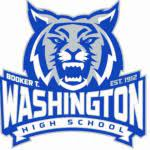 BOOKER T. EST. 1912
WASHINGTON
HIGH SCHOOL